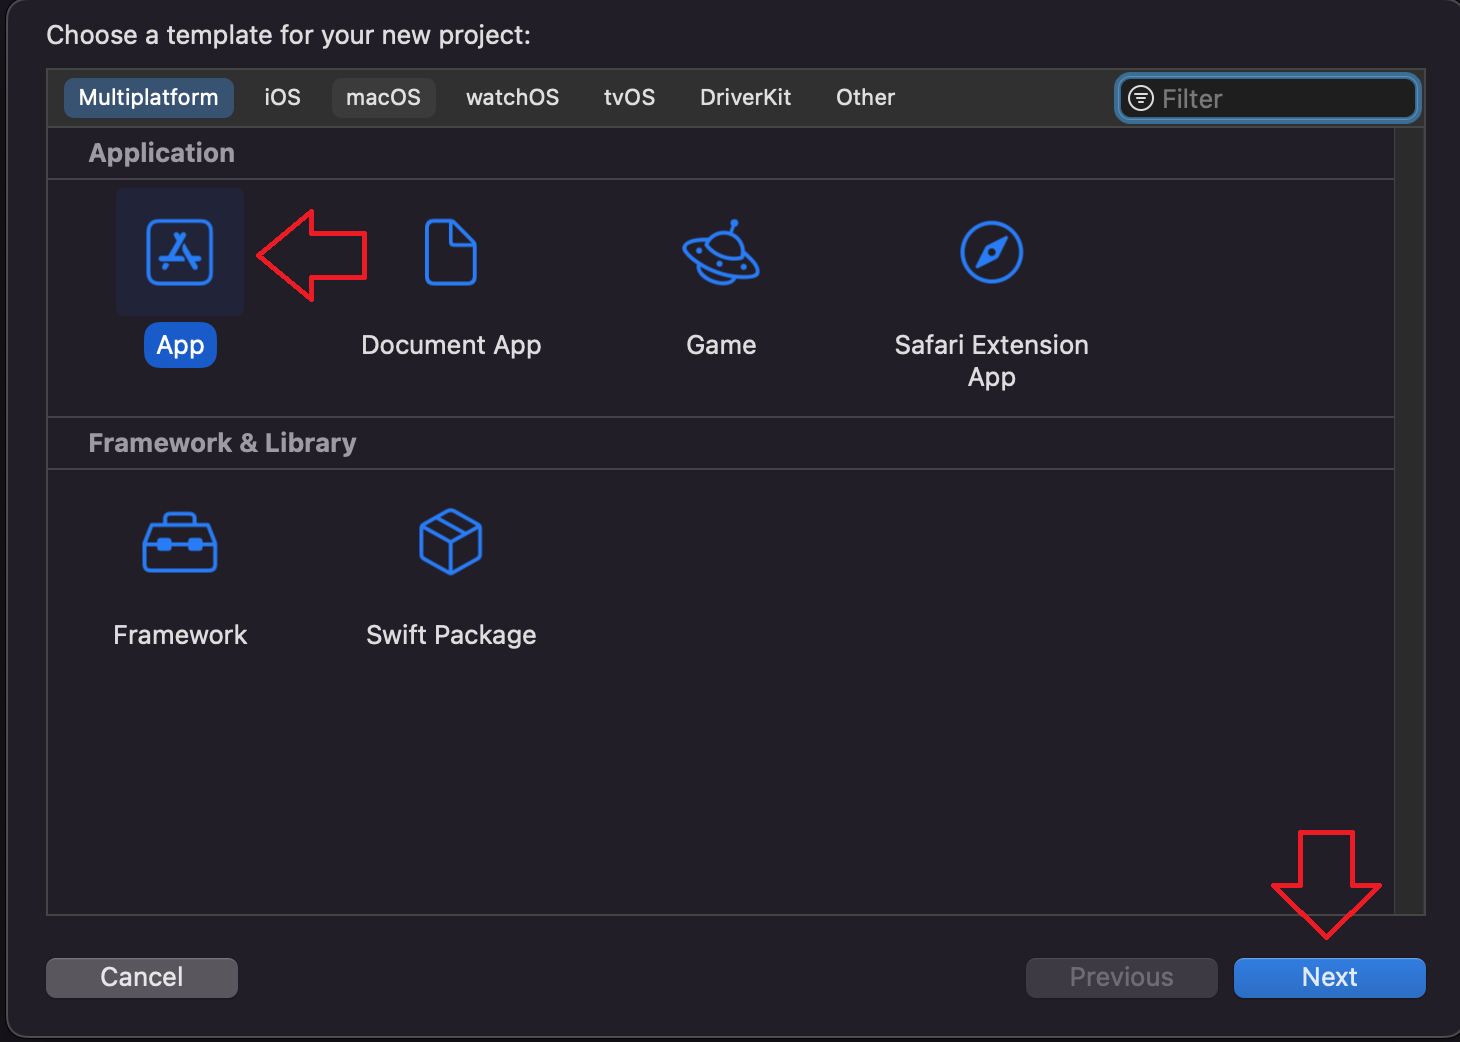 Choose a template for your new project:
Multiplatform iOS macOS watchOS tvOS DriverKit Other Filter
Application
App Document App Game Safari Extension App
Framework & Library
Framework Swift Package
Cancel Previous Next